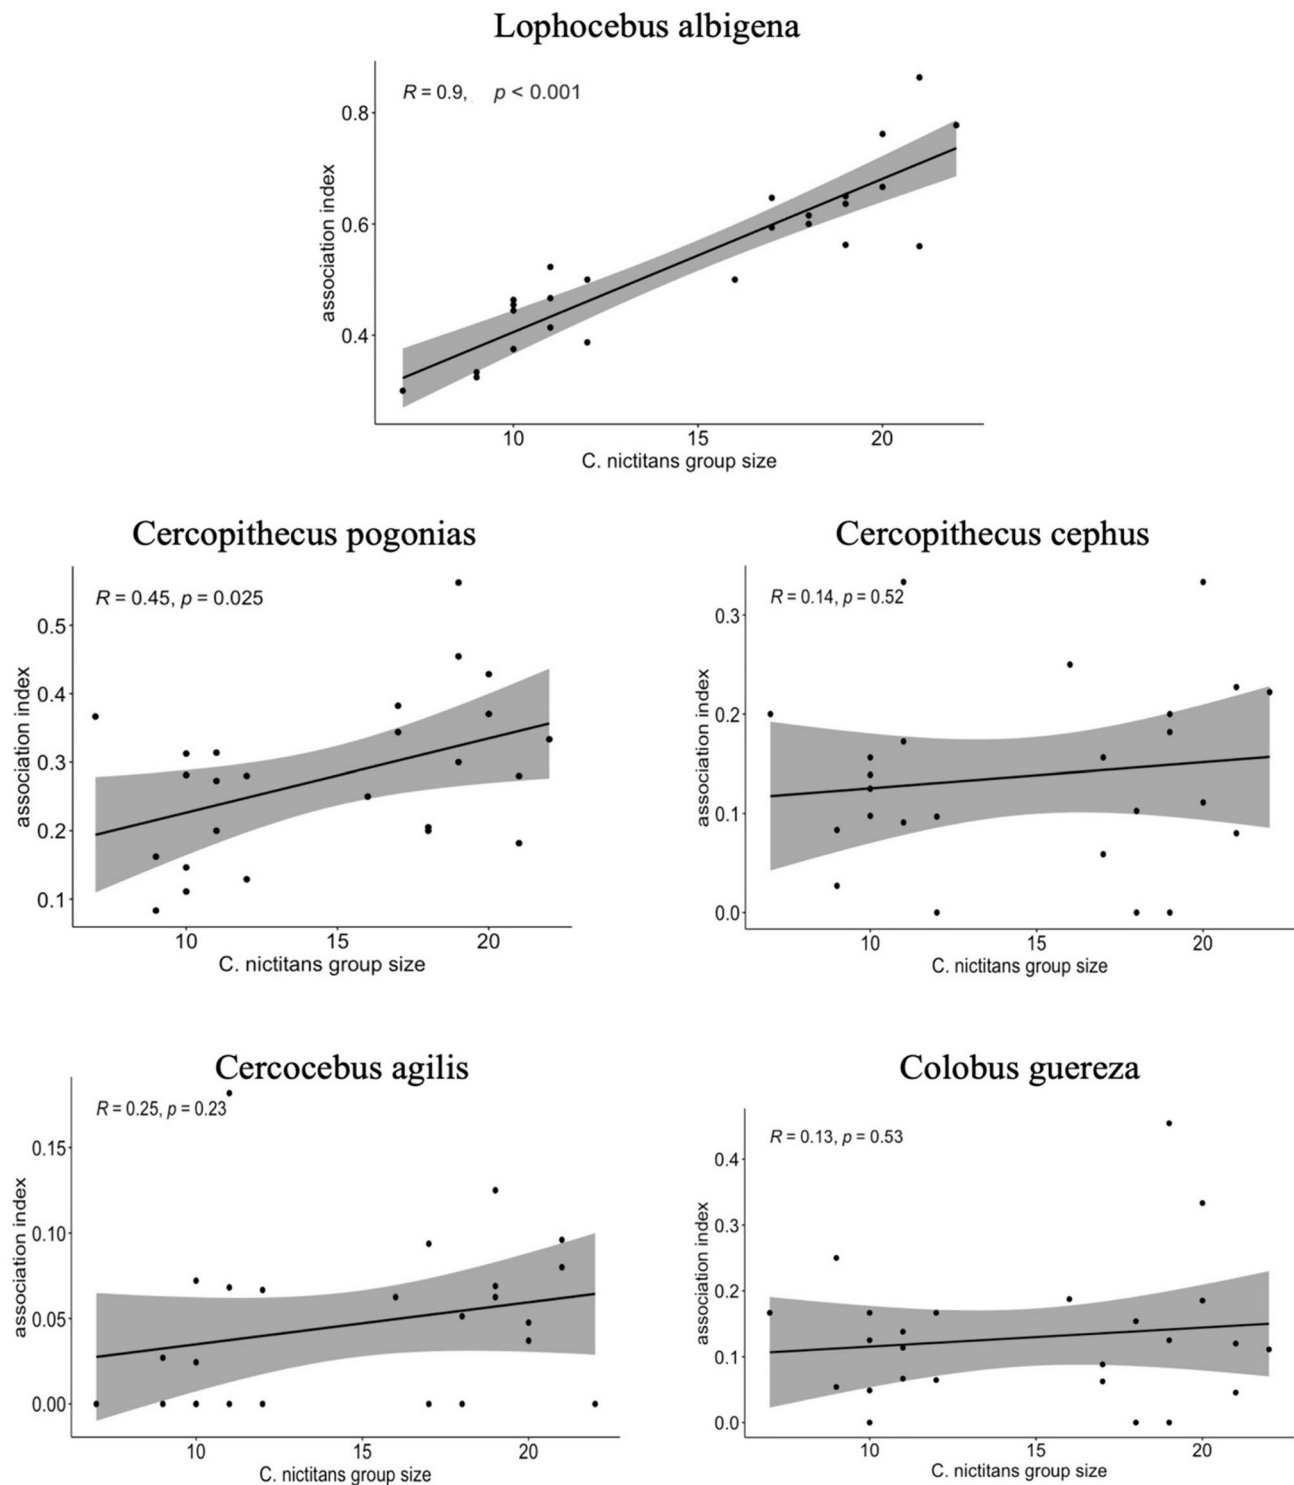 Lophocebus albigena
R = 0.9, p < 0.001
association index
0.8
0.6
0.4
10 15 20
C. nictitans group size
Cercopithecus pogonias
R = 0.45, p = 0.025
association index
0.5
0.4
0.3
0.2
0.1
10 15 20
C. nictitans group size
Cercopithecus cephus
R = 0.14, p = 0.52
association index
0.3
0.2
0.1
0.0
10 15 20
C. nictitans group size
Cercocebus agilis
R = 0.25, p = 0.23
association index
0.15
0.10
0.05
0.00
10 15 20
C. nictitans group size
Colobus guereza
R = 0.13, p = 0.53
association index
0.4
0.3
0.2
0.1
0.0
10 15 20
C. nictitans group size